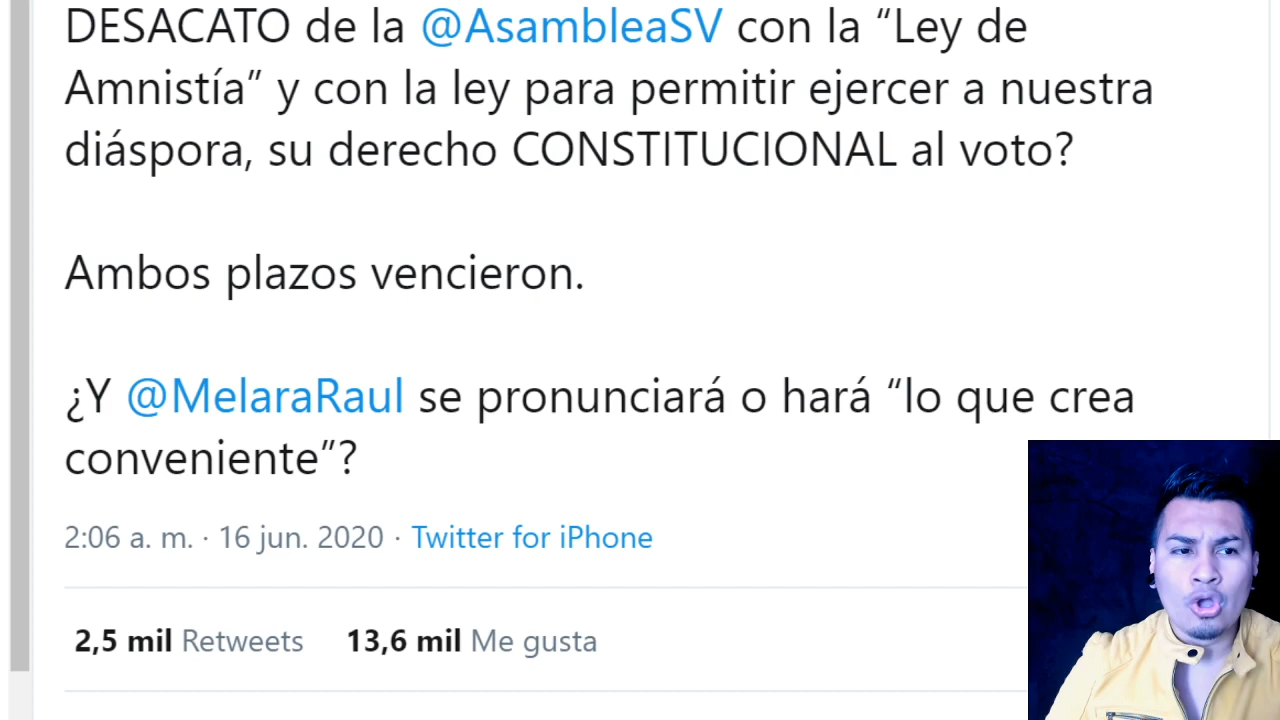 DESACATO de la @AsambleaSV con la “Ley de
Amnistía” y con la ley para permitir ejercer a nuestra
diáspora, su derecho CONSTITUCIONAL al voto?
Ambos plazos vencieron.
¿Y @MelaraRaul se pronunciará o hará “lo que crea
conveniente”?
2:06 a. m. · 16 jun. 2020 · Twitter for iPhone
2,5 mil Retweets 13,6 mil Me gusta